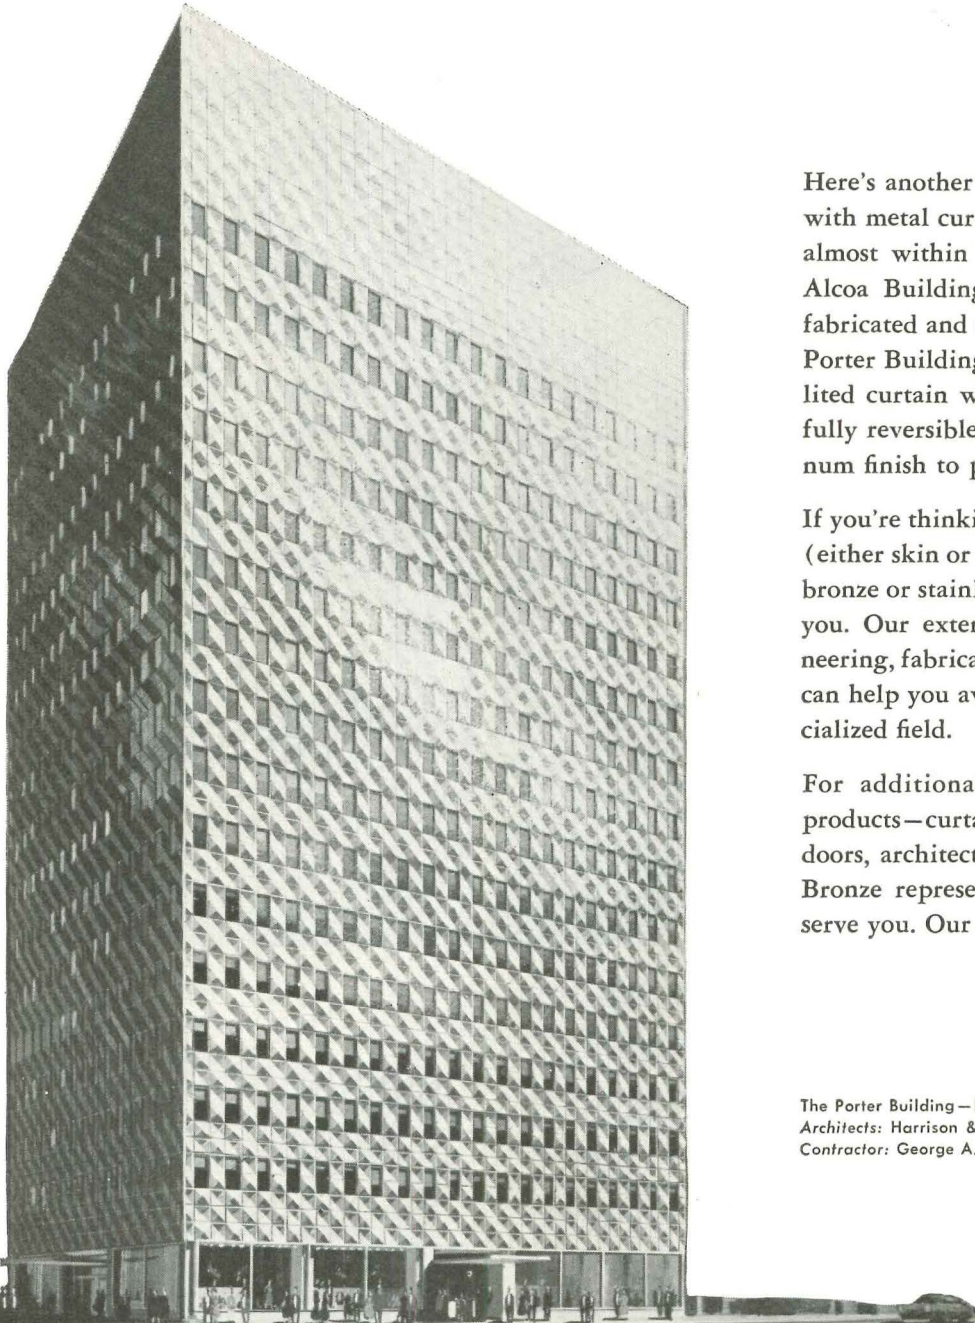 Here's another
with metal cur
almost within
Alcoa Building
fabricated and
Porter Building
lited curtain w
fully reversible
num finish to p
If you're thinki
(either skin or
bronze or stainl
you. Our exter
neering, fabrica
can help you av
cialized field.
For additiona
products—curta
doors, architect
Bronze represe
serve you. Our
The Porter Building—
Architects: Harrison &
Contractor: George A.